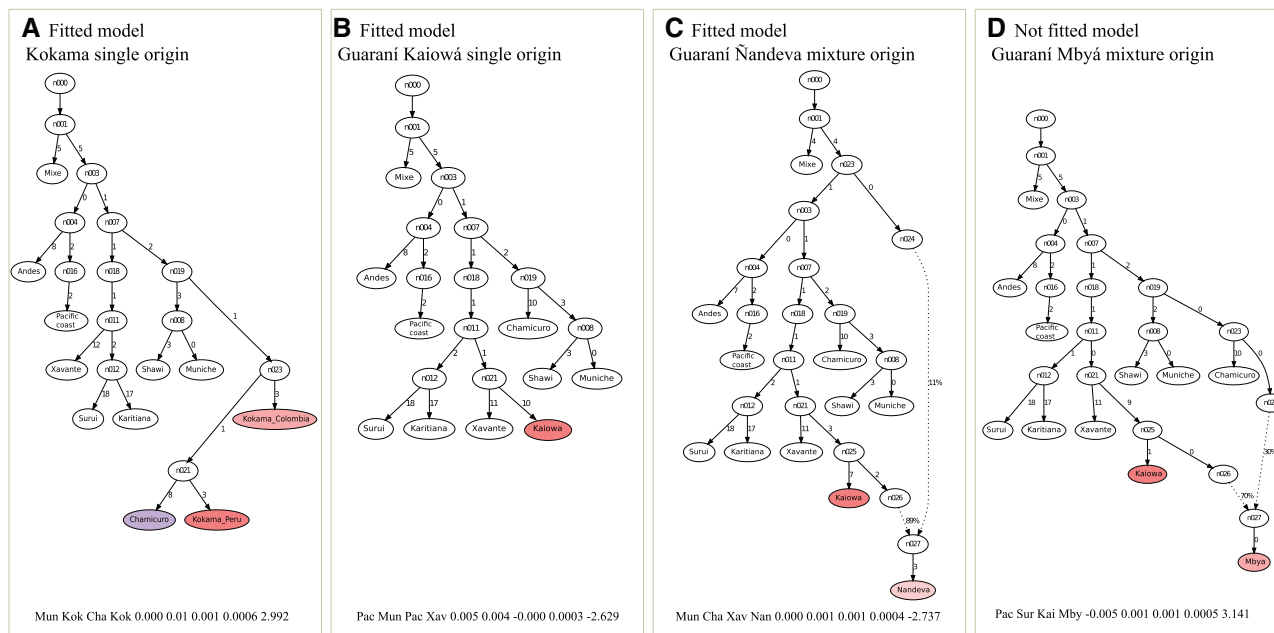 A Fitted model
Kokama single origin
n000
n001
5 5
Mixe n003
0 1
n004 n007
8 2 1 2
Andes n016 n018 n019
2 1 3 1
Pacific
coast
n011 n008
12 2 3 0
Xavante n012 Shawi Muniche n023
18 17 3
Surui Karitiana Kokama_Colombia
1
n021
8 3
Chamicuro Kokama_Peru
Mun Kok Cha Kok 0.000 0.01 0.001 0.0006 2.992
B Fitted model
Guaraní Kaiowá single origin
n000
n001
5 5
Mixe n003
0 1
n004 n007
8 2 1 2
Andes n016 n018 n019
2 1 10 3
Pacific
coast
n011 Chamicuro n008
2 1 3 0
n012 n021 Shawi Muniche
18 17 11 10
Surui Karitiana Xavante Kaiowa
Pac Mun Pac Xav 0.005 0.004 -0.000 0.0003 -2.629
C Fitted model
Guaraní Ñandeva mixture origin
n000
n001
4 4
Mixe n023
1 0
n003 n024
0 1
n004 n007
7 2 1 2
Andes n016 n018 n019
2 1 10 3
Pacific
coast
n011 Chamicuro n008
11%
2 1 3 0
n012 n021 Shawi Muniche
18 17 11 3
Surui Karitiana Xavante n025
7 2
Kaiowa n026
89%
n027
3
Nandeva
Mun Cha Xav Nan 0.000 0.001 0.001 0.0004 -2.737
D Not fitted model
Guaraní Mbyá mixture origin
n000
n001
5 5
Mixe n003
0 1
n004 n007
8 2 1 2
Andes n016 n018 n019
2 1 2 0
Pacific
coast
n011 n008 n023
1 0 3 0 10 0
n012 n021 Shawi Muniche Chamicuro
18 17 11 9
Surui Karitiana Xavante n025
1 0 30%
Kaiowa n026
70%
n027
0
Mbya
Pac Sur Kai Mby -0.005 0.001 0.001 0.0005 3.141